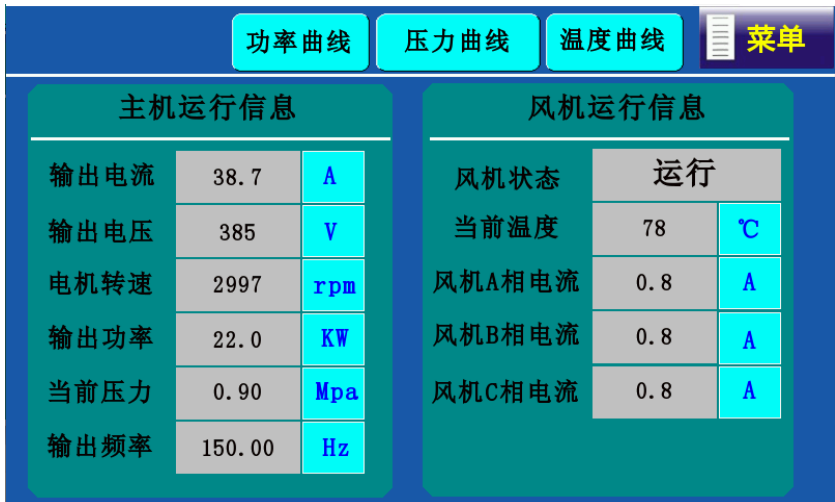 功率曲线 压力曲线 温度曲线 菜单
主机运行信息
输出电流 38.7 A
输出电压 385 V
电机转速 2997 rpm
输出功率 22.0 KW
当前压力 0.90 Mpa
输出频率 150.00 Hz
风机运行信息
风机状态 运行
当前温度 78 ℃
风机A相电流 0.8 A
风机B相电流 0.8 A
风机C相电流 0.8 A